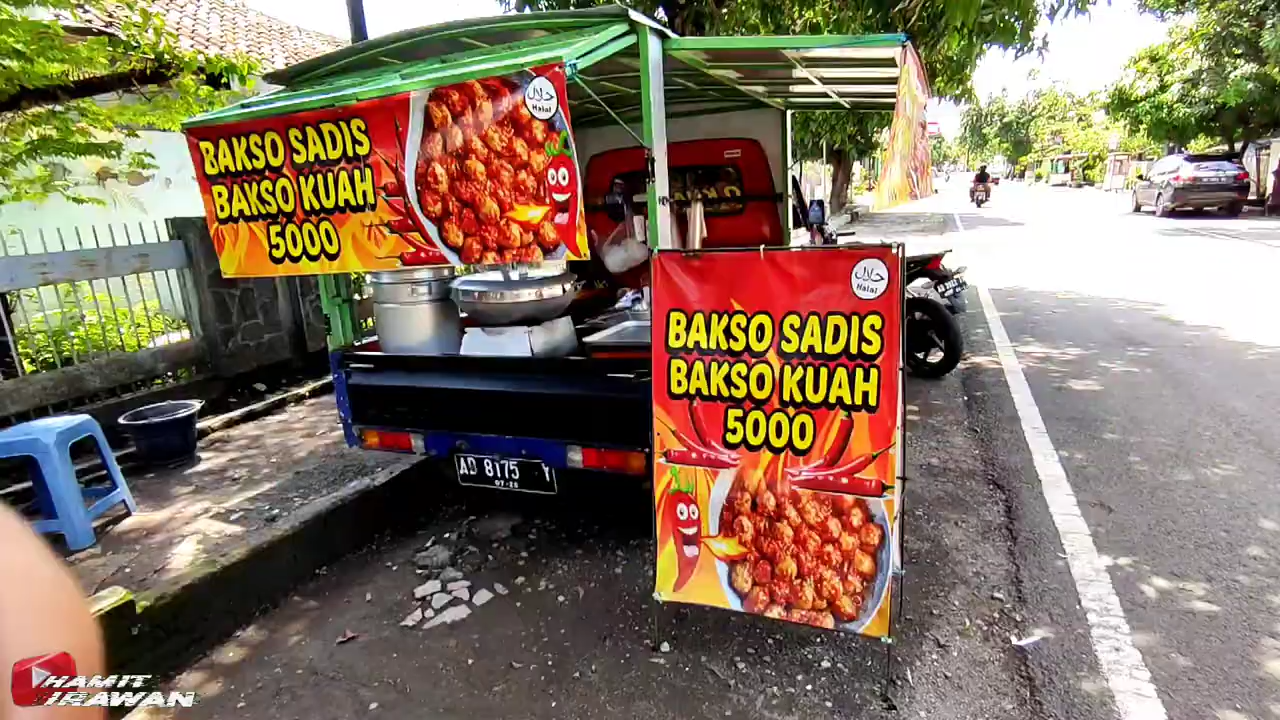 BAKSO SADIS
BAKSO KUAH
5000
حلال
Halal
BAKSO SADIS
BAKSO KUAH
5000
حلال
Halal
AD 8175 Y
HAMIT
IRAWAN